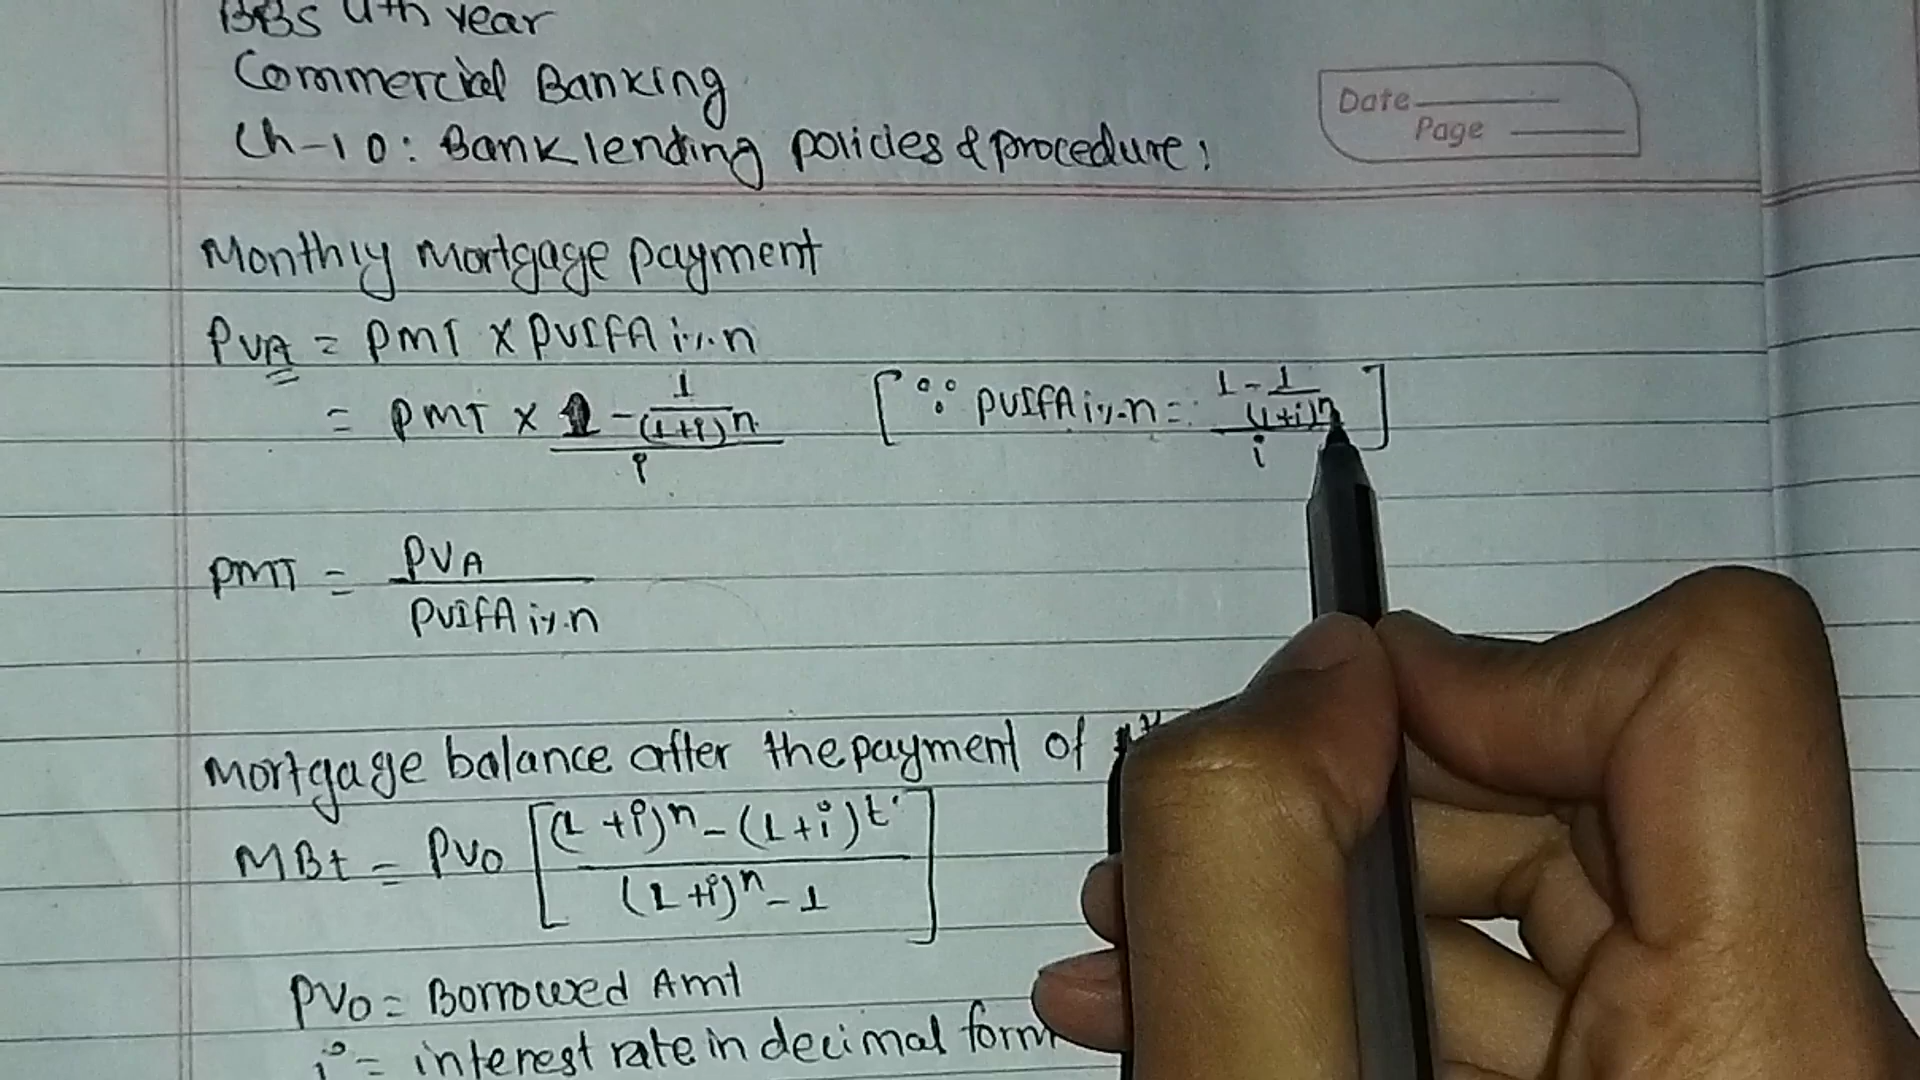 BBS 4th year
Commercial Banking
Ch-10: Bank lending policies & procedure:
Date
Page
Monthly Mortgage payment
PVA = PMT X PVIFA i%.n
= PMT x 1 - 1/(1+i)^n / i [∵ PVIFA i%.n = 1 - 1/(1+i)^n / i]
PMT = PVA / PVIFA i%.n
Mortgage balance after the payment of
MBt = PV0 [(1+i)^n - (1+i)^t / (1+i)^n - 1]
PV0 = Borrowed Amt
i = interest rate in decimal form